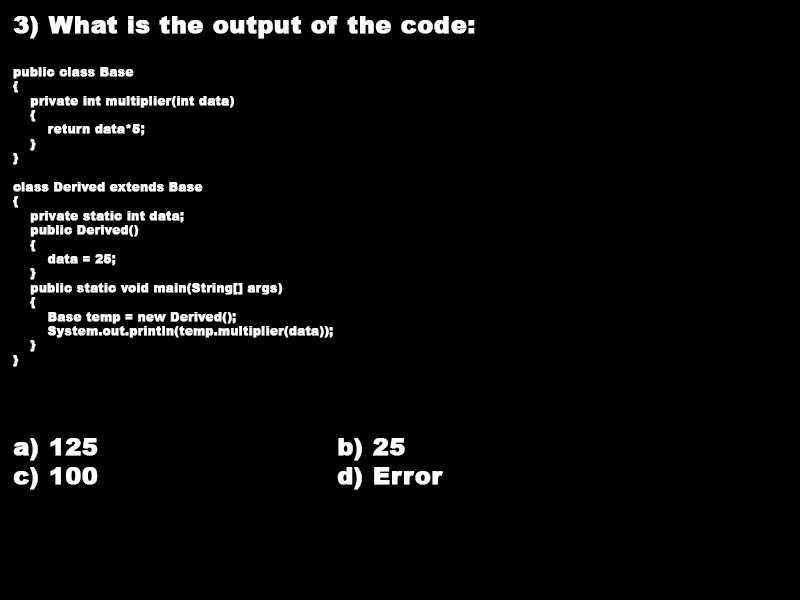 3) What is the output of the code:
public class Base
{
private int multiplier(int data)
{
return data*5;
}
}
class Derived extends Base
{
private static int data;
public Derived()
{
data = 25;
}
public static void main(String[] args)
{
Base temp = new Derived();
System.out.println(temp.multiplier(data));
}
}
a) 125 b) 25
c) 100 d) Error